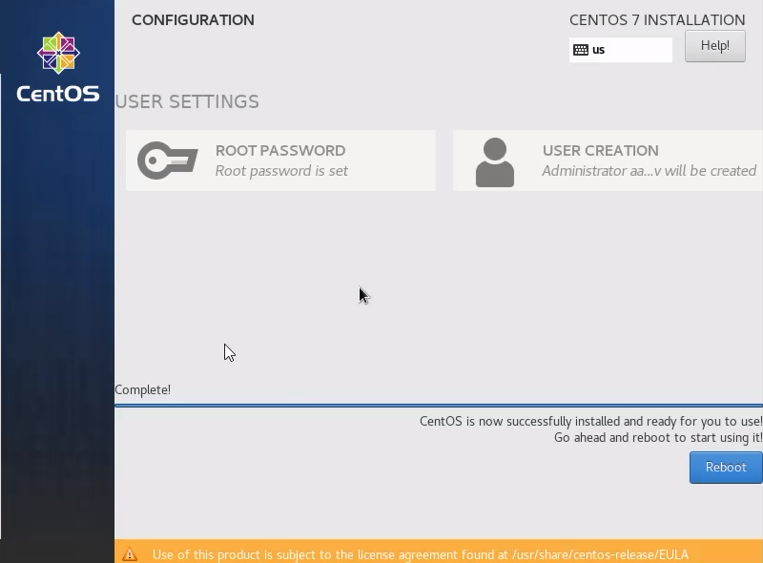 CONFIGURATION
CENTOS 7 INSTALLATION
us
Help!
CentOS
USER SETTINGS
ROOT PASSWORD
Root password is set
USER CREATION
Administrator aa...v will be created
Complete!
CentOS is now successfully installed and ready for you to use!
Go ahead and reboot to start using it!
Reboot
Use of this product is subject to the license agreement found at /usr/share/centos-release/EULA